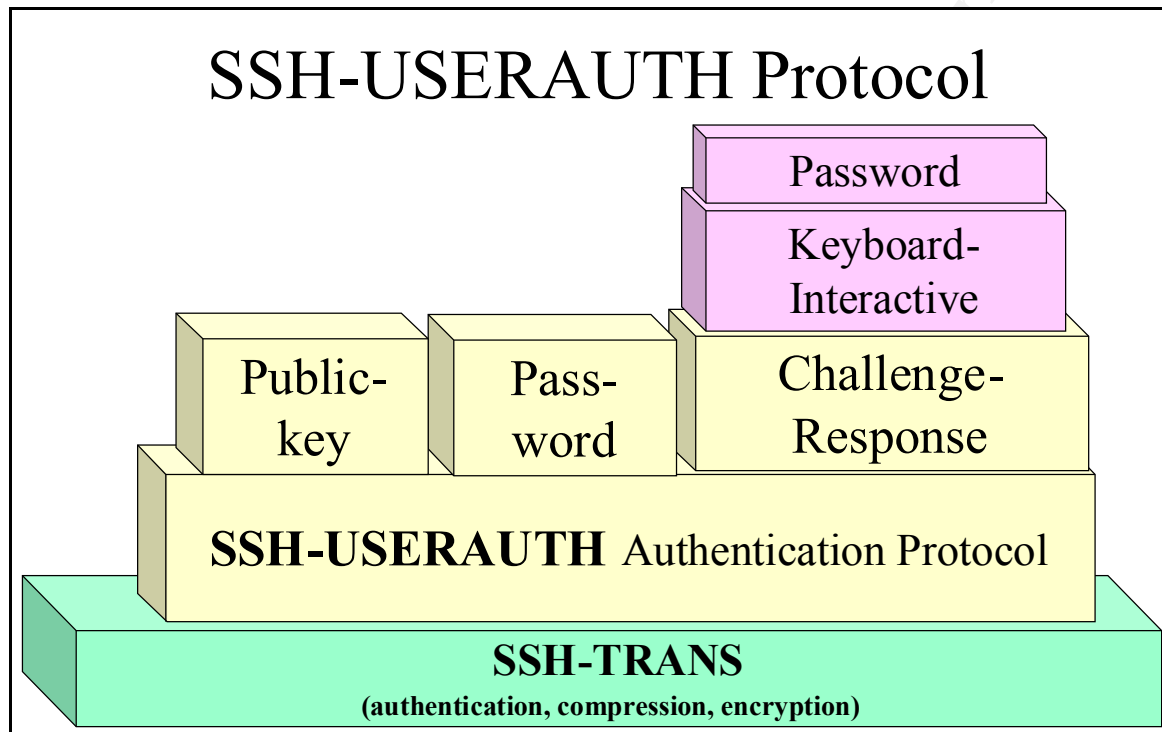 SSH-USERAUTH Protocol
Password
Keyboard-
Interactive
Public-
key
Pass-
word
Challenge-
Response
SSH-USERAUTH Authentication Protocol
SSH-TRANS
(authentication, compression, encryption)